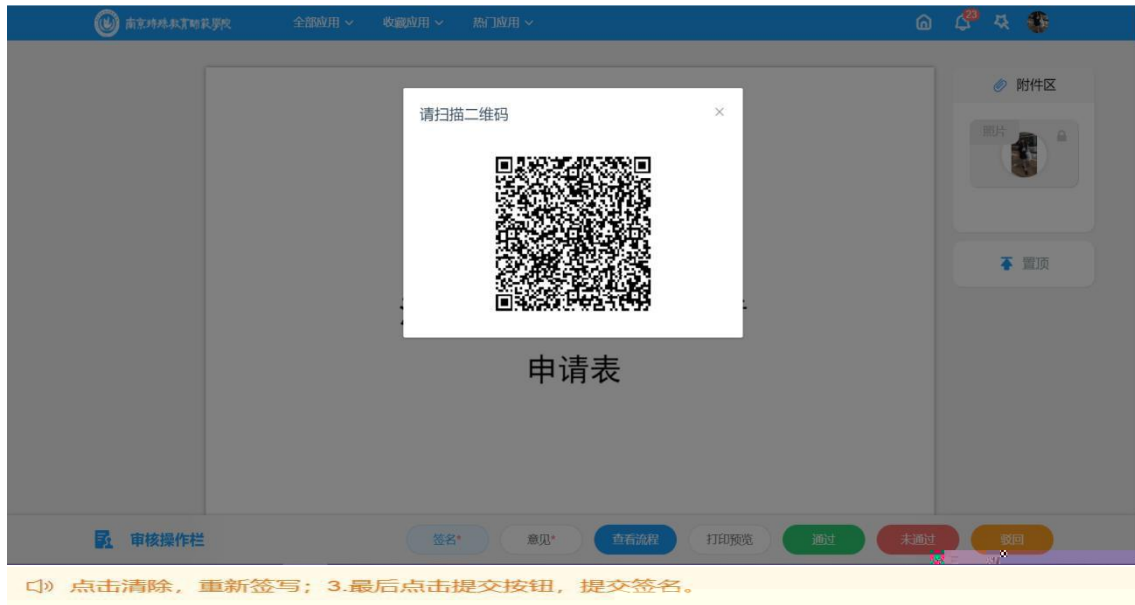 南京特殊教育师范学院 全部应用 收藏应用 热门应用 23
附件区
请扫描二维码 ×
照片
置顶
申请表
审核操作栏 签名* 意见* 查看流程 打印预览 通过 未通过 驳回
点击清除，重新签写；3.最后点击提交按钮，提交签名。